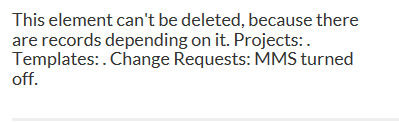 This element can't be deleted, because there
are records depending on it. Projects: .
Templates: . Change Requests: MMS turned
off.